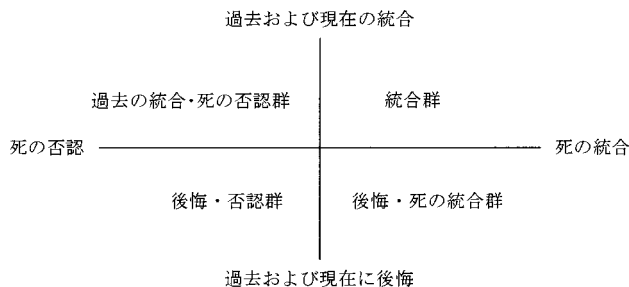 過去および現在の統合
過去の統合・死の否認群
統合群
死の否認
死の統合
後悔・否認群
後悔・死の統合群
過去および現在に後悔